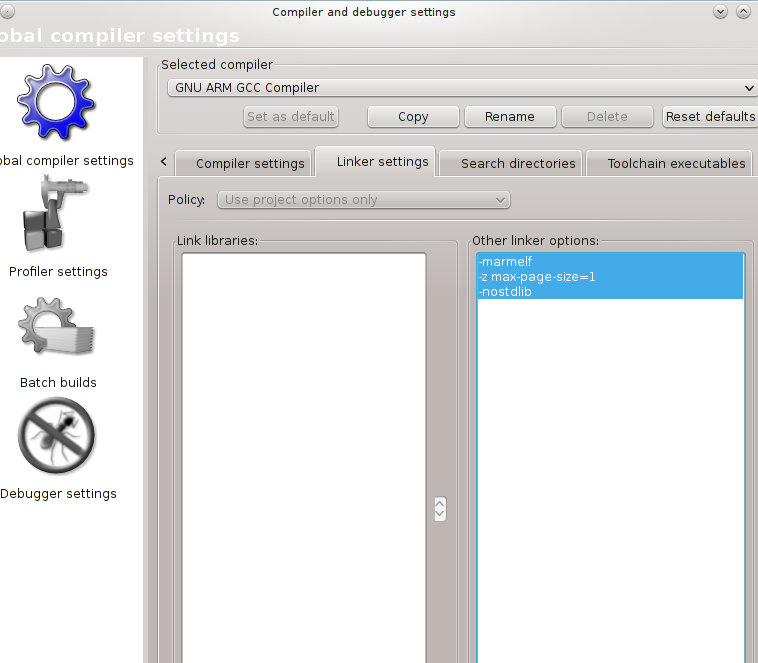 Compiler and debugger settings
obal compiler settings
Selected compiler
GNU ARM GCC Compiler
Set as default
Copy
Rename
Delete
Reset defaults
obal compiler settings
Compiler settings
Linker settings
Search directories
Toolchain executables
Policy:
Use project options only
Profiler settings
Link libraries:
Other linker options:
-marmelf
-z max-page-size=1
-nostdlib
Batch builds
Debugger settings